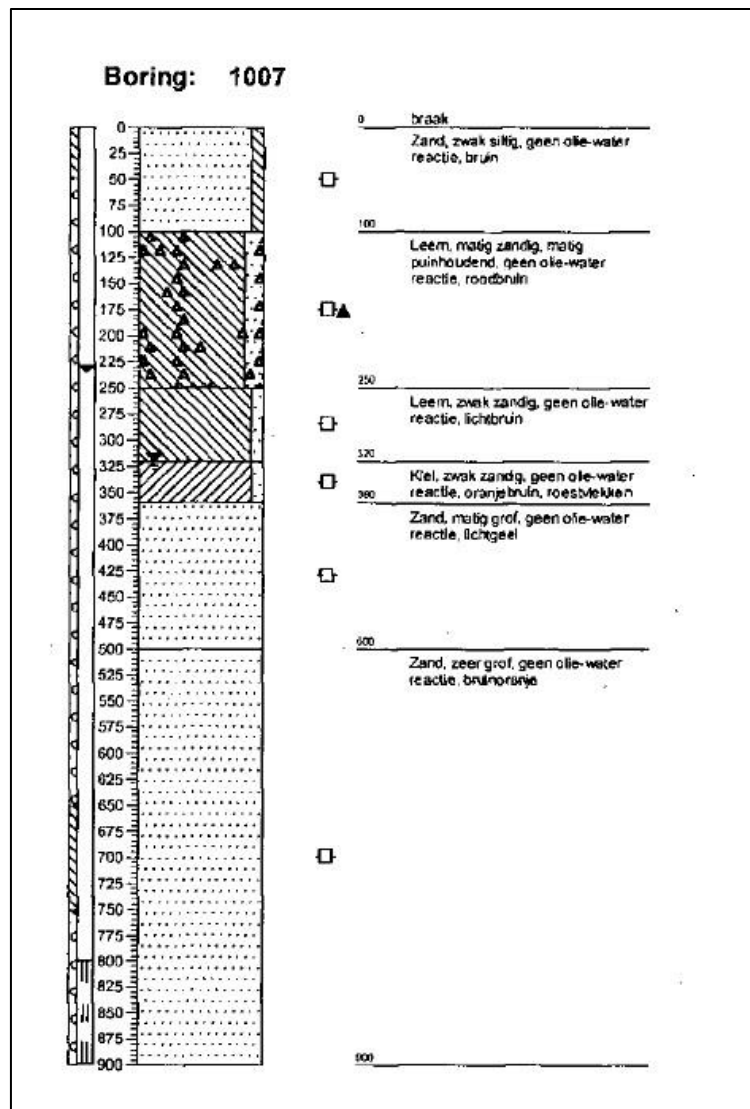 Boring: 1007
0 braak
0
25
50
75
100
125
150
175
200
225
250
275
300
325
350
375
400
425
450
475
500
525
550
575
600
625
650
675
700
725
750
775
800
825
850
875
900
Zand, zwak siltig, geen olie-water
reactie, bruin
100
Leem, matig zandig, matig
puinhoudend, geen olie-water
reactie, roodbruin
250
Leem, zwak zandig, geen olie-water
reactie, lichtbruin
320
Klei, zwak zandig, geen olie-water
reactie, oranjebruin, roestvlekken
360
Zand, matig grof, geen olie-water
reactie, lichtgeel
500
Zand, zeer grof, geen olie-water
reactie, bruinoranje
900